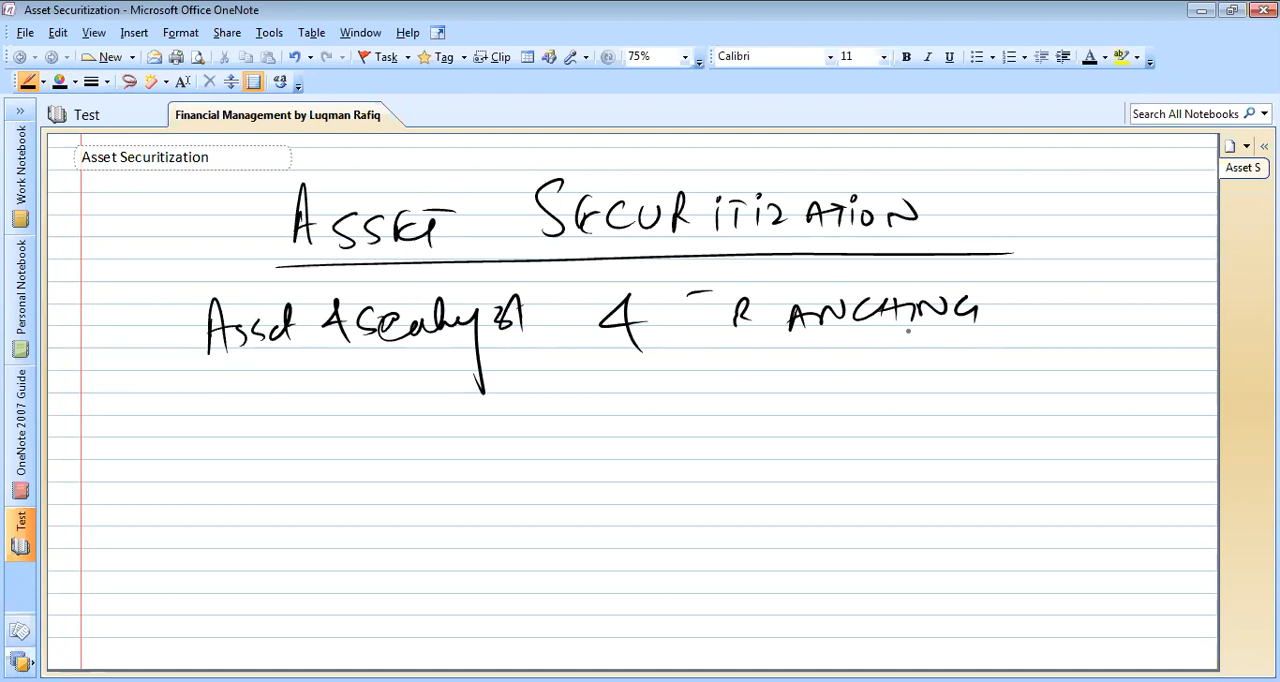 Asset Securitization - Microsoft Office OneNote
File Edit View Insert Format Share Tools Table Window Help
New Task Tag Clip 75% Calibri 11 B I U
Test Financial Management by Luqman Rafiq Search All Notebooks
Asset Securitization Asset S
ASSET SECURITIZATION
Asset & TRANCHING
Work Notebook
Personal Notebook
OneNote 2007 Guide
Test